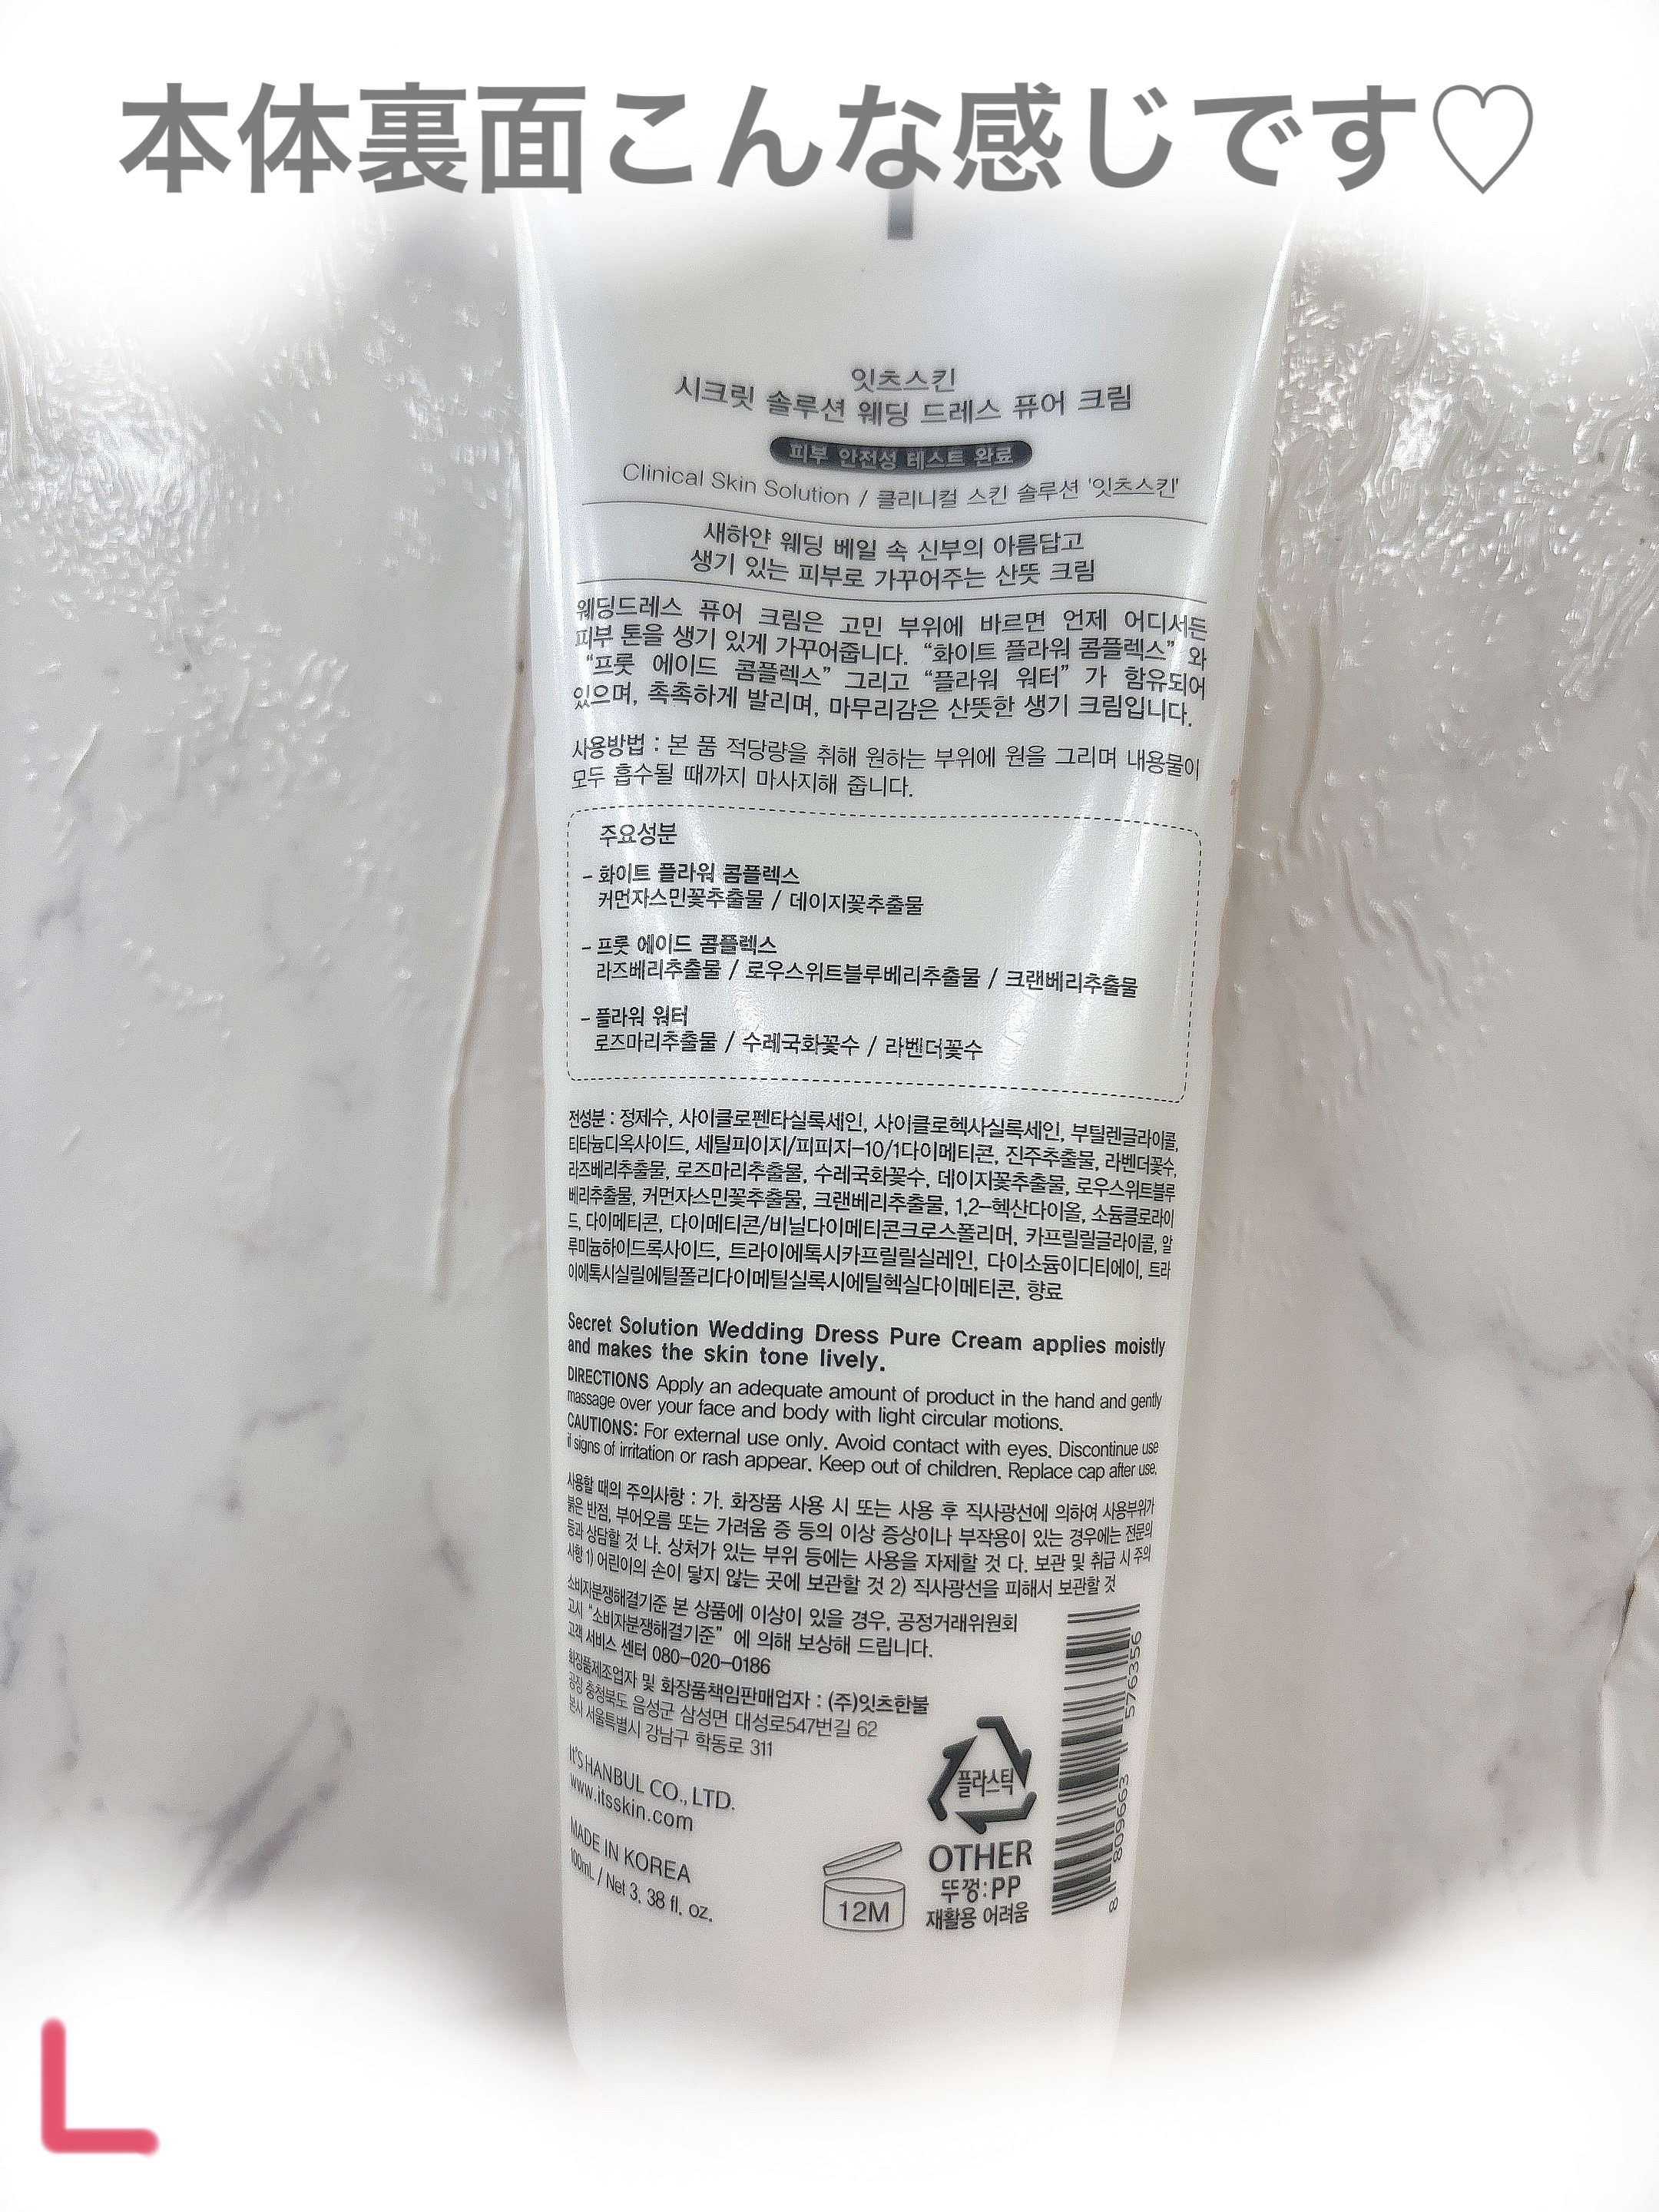 本体裏面こんな感じです♡
잇츠스킨
시크릿 솔루션 웨딩 드레스 퓨어 크림
피부 안전성 테스트 완료
Clinical Skin Solution / 클리니컬 스킨 솔루션 '잇츠스킨'
새하얀 웨딩 베일 속 신부의 아름답고
생기 있는 피부로 가꾸어주는 산뜻 크림
웨딩드레스 퓨어 크림은 고민 부위에 바르면 언제 어디서든
피부 톤을 생기 있게 가꾸어줍니다. “화이트 플라워 콤플렉스” 와
“프룻 에이드 콤플렉스” 그리고 “플라워 워터” 가 함유되어
있으며, 촉촉하게 발리며, 마무리감은 산뜻한 생기 크림입니다.
사용방법 : 본 품 적당량을 취해 원하는 부위에 원을 그리며 내용물이
모두 흡수될 때까지 마사지해 줍니다.
주요성분
– 화이트 플라워 콤플렉스
커먼자스민꽃추출물 / 데이지꽃추출물
– 프룻 에이드 콤플렉스
라즈베리추출물 / 로우스위트블루베리추출물 / 크랜베리추출물
– 플라워 워터
로즈마리추출물 / 수레국화꽃수 / 라벤더꽃수
전성분 : 정제수, 사이클로펜타실록세인, 사이클로헥사실록세인, 부틸렌글라이콜,
티타늄디옥사이드, 세틸피이지/피피지-10/1다이메티콘, 진주추출물, 라벤더꽃수,
라즈베리추출물, 로즈마리추출물, 수레국화꽃수, 데이지꽃추출물, 로우스위트블루
베리추출물, 커먼자스민꽃추출물, 크랜베리추출물, 1,2-헥산다이올, 소듐클로라이
드, 다이메티콘, 다이메티콘/비닐다이메티콘크로스폴리머, 카프릴릴글라이콜, 알
루미늄하이드록사이드, 트라이에톡시카프릴릴실레인, 다이소듐이디티에이, 트라
이에톡시실릴에틸폴리다이메틸실록시에틸헥실다이메티콘, 향료
Secret Solution Wedding Dress Pure Cream applies moistly
and makes the skin tone lively.
DIRECTIONS Apply an adequate amount of product in the hand and gently
massage over your face and body with light circular motions.
CAUTIONS: For external use only. Avoid contact with eyes. Discontinue use
if signs of irritation or rash appear. Keep out of children. Replace cap after use.
사용할 때의 주의사항 : 가. 화장품 사용 시 또는 사용 후 직사광선에 의하여 사용부위가
붉은 반점, 부어오름 또는 가려움 증 등의 이상 증상이나 부작용이 있는 경우에는 전문의
등과 상담할 것 나. 상처가 있는 부위 등에는 사용을 자제할 것 다. 보관 및 취급 시 주의
사항 1) 어린이의 손이 닿지 않는 곳에 보관할 것 2) 직사광선을 피해서 보관할 것
소비자분쟁해결기준 본 상품에 이상이 있을 경우, 공정거래위원회
고시 “소비자분쟁해결기준” 에 의해 보상해 드립니다.
고객 서비스 센터 080-020-0186
화장품제조업자 및 화장품책임판매업자 : (주)잇츠한불
공장 충청북도 음성군 삼성면 대성로547번길 62
본사 서울특별시 강남구 학동로 311
It'S HANBUL CO., LTD.
www.itsskin.com
MADE IN KOREA
100mL / Net 3. 38 fl. oz.
12M
플라스틱
OTHER
뚜껑:PP
재활용 어려움
8 809663 576356